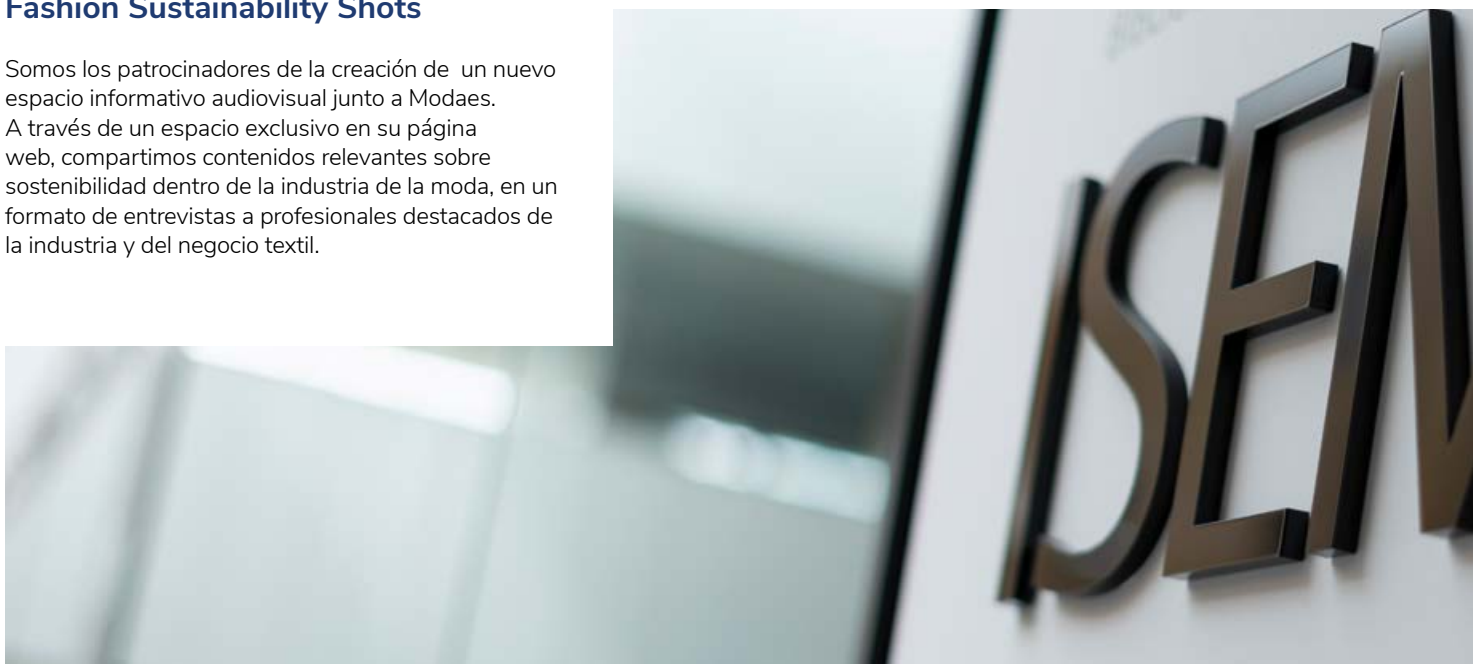 Fashion Sustainability Shots
Somos los patrocinadores de la creación de  un nuevo
espacio informativo audiovisual junto a Modaes.
A través de un espacio exclusivo en su página
web, compartimos contenidos relevantes sobre
sostenibilidad dentro de la industria de la moda, en un
formato de entrevistas a profesionales destacados de
la industria y del negocio textil.
ISEM